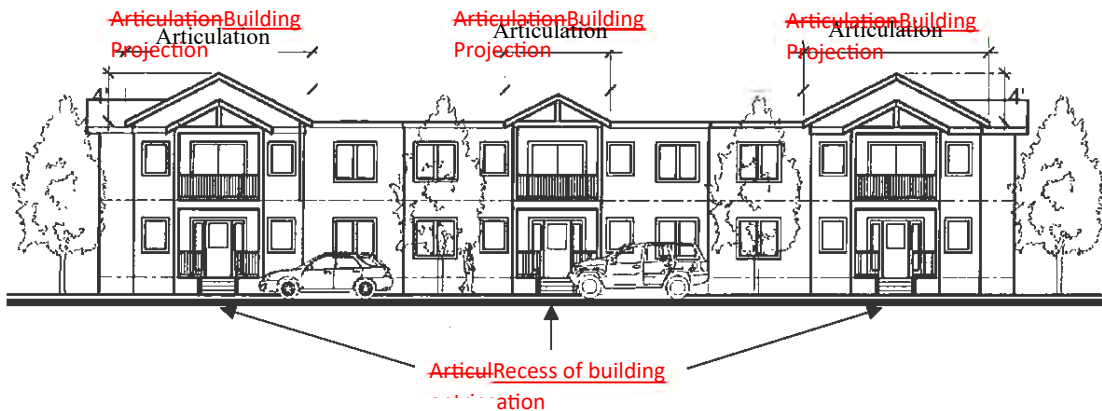 ArticulationBuilding
Projection
Articulation
ArticulationBuilding
Projection
Articulation
ArticulationBuilding
Projection
Articulation
4'
4'
ArticulRecess of building
ation